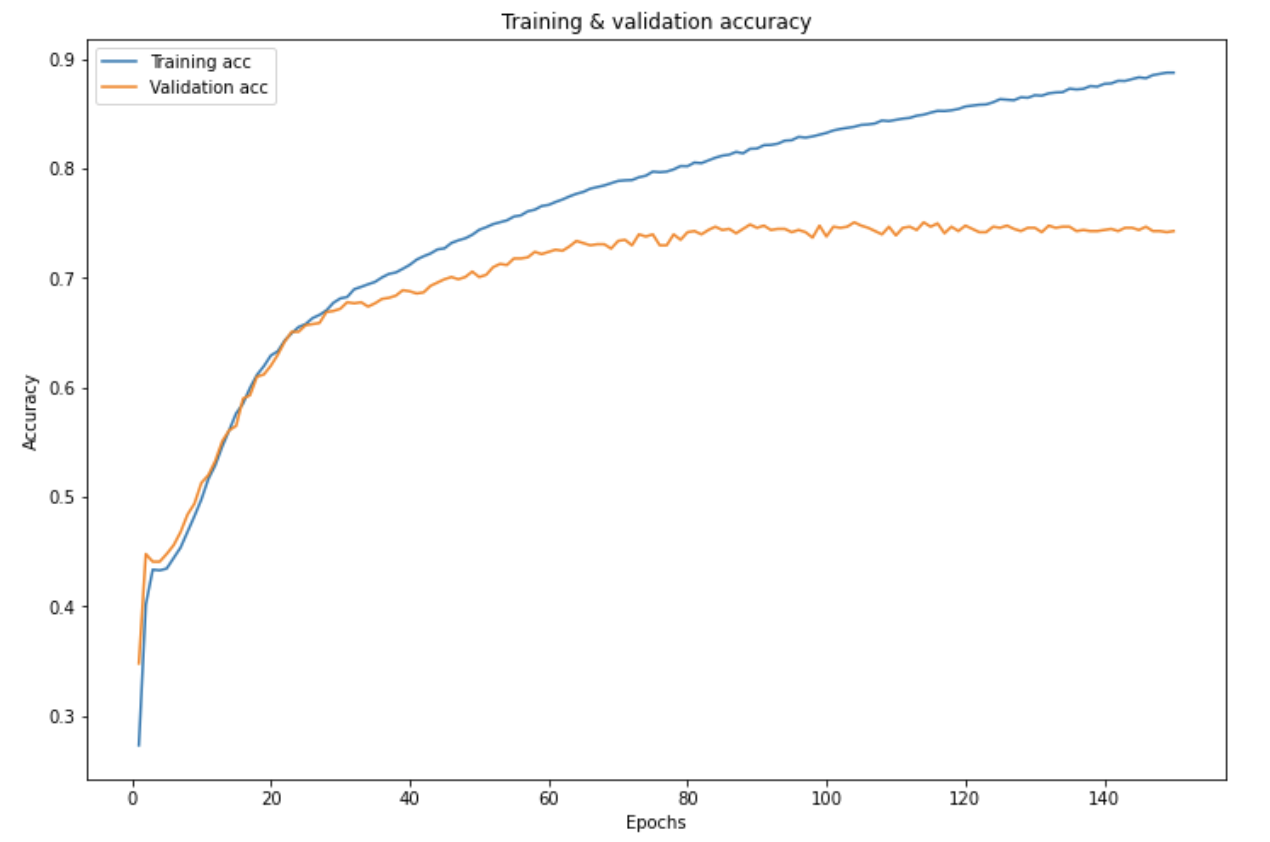 Training & validation accuracy
Training acc
Validation acc
0.9
0.8
0.7
0.6
0.5
0.4
0.3
Accuracy
0 20 40 60 80 100 120 140
Epochs